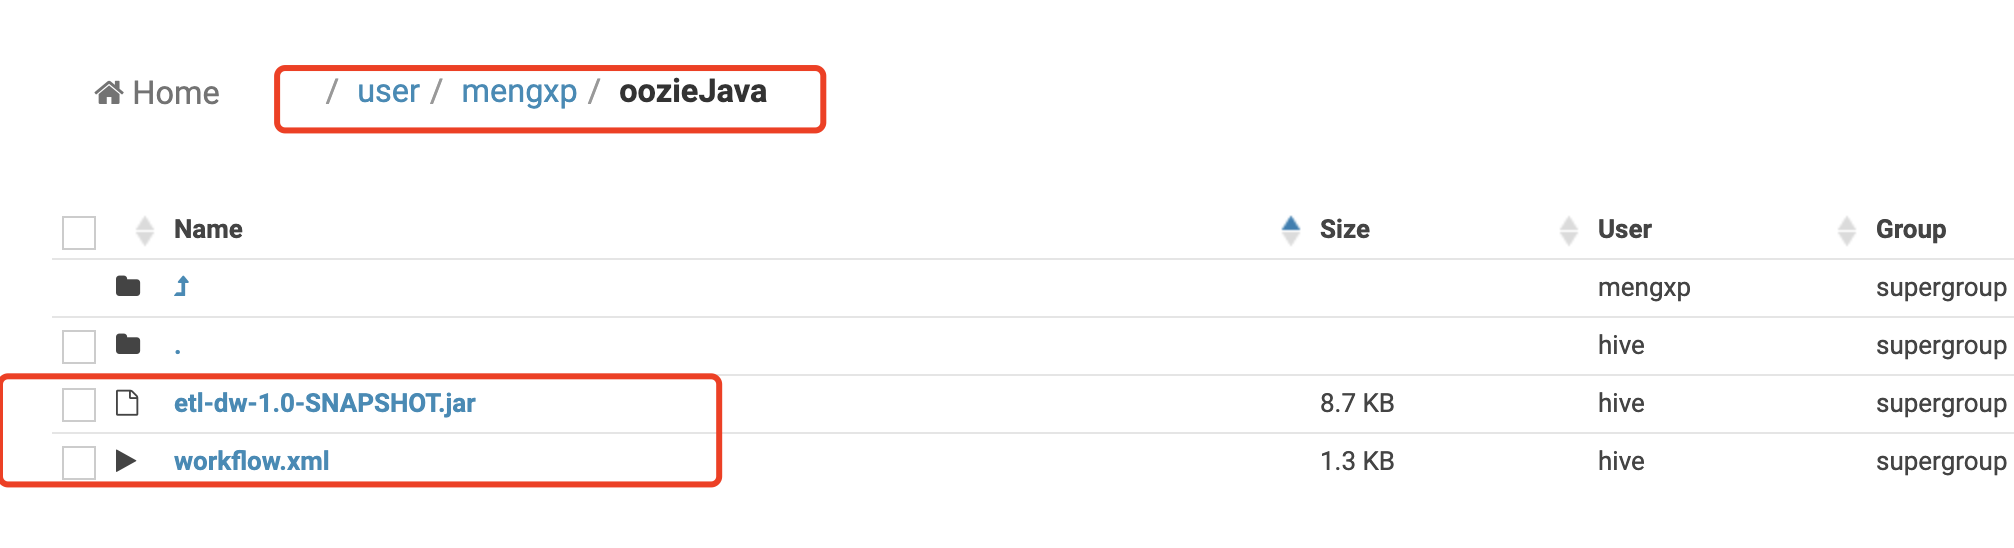 Home / user / mengxp / oozieJava
Name Size User Group
mengxp supergroup
. hive supergroup
etl-dw-1.0-SNAPSHOT.jar 8.7 KB hive supergroup
workflow.xml 1.3 KB hive supergroup